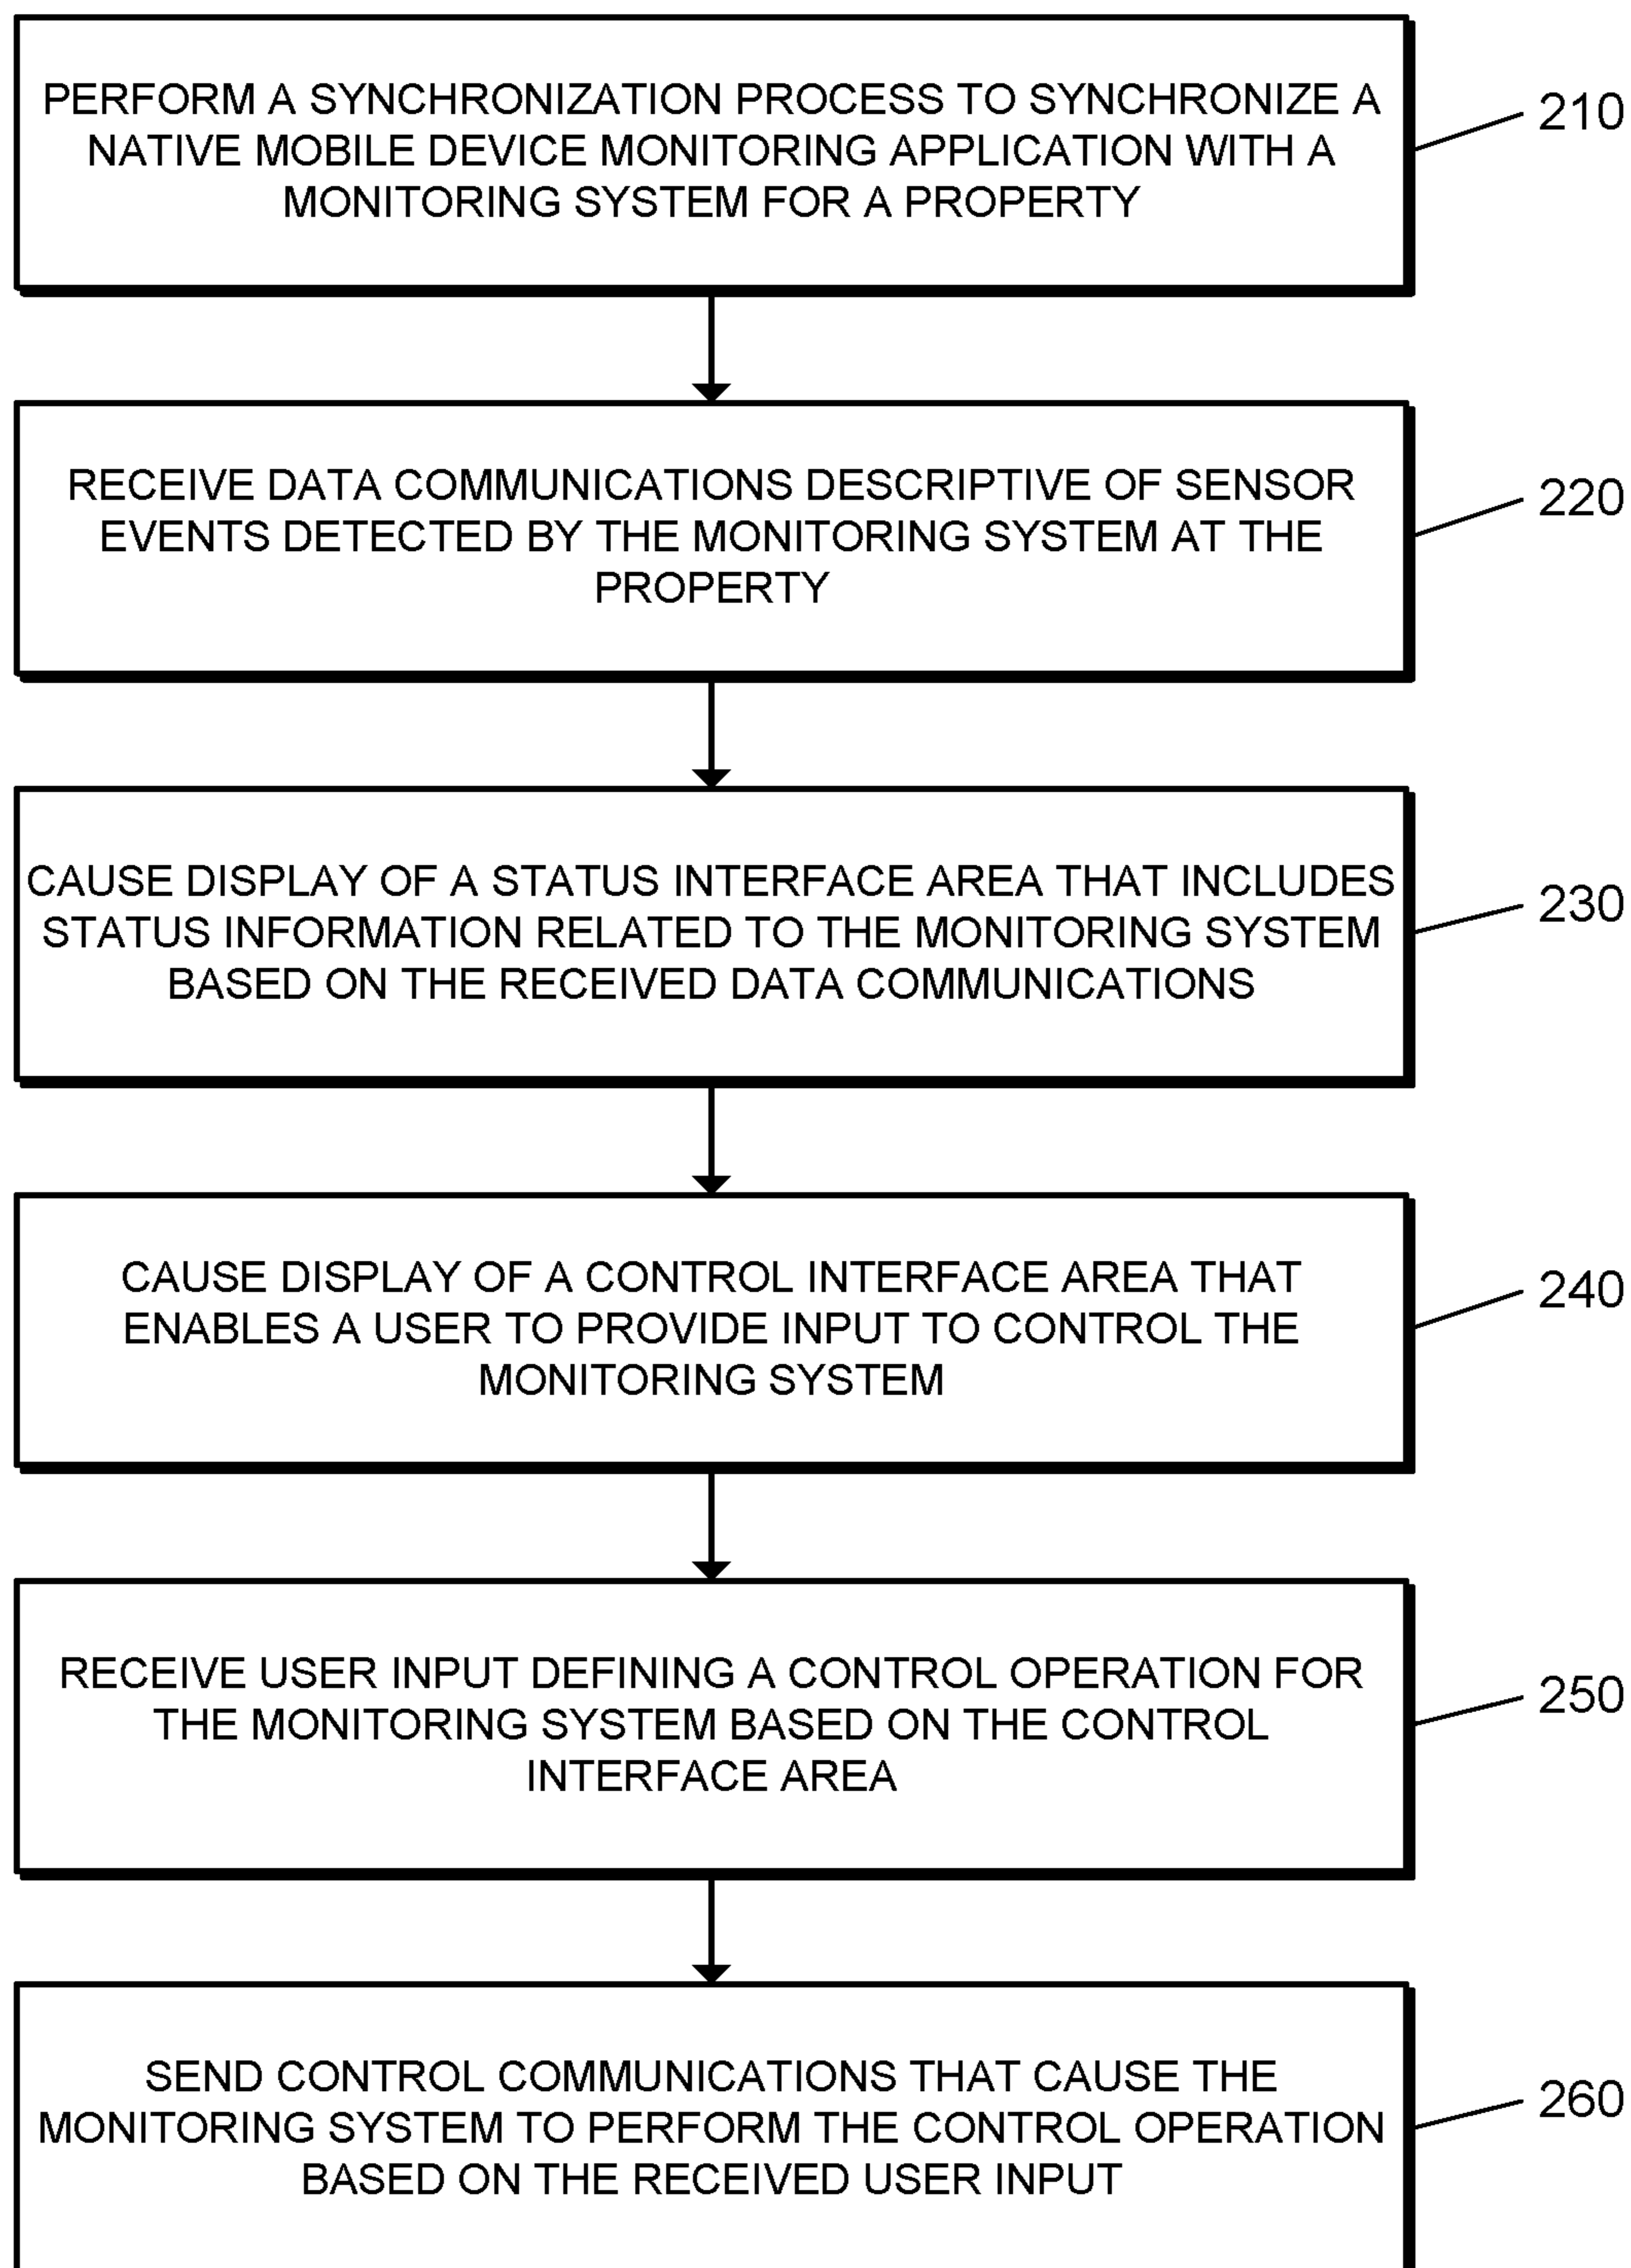 PERFORM A SYNCHRONIZATION PROCESS TO SYNCHRONIZE A
NATIVE MOBILE DEVICE MONITORING APPLICATION WITH A
MONITORING SYSTEM FOR A PROPERTY
210
RECEIVE DATA COMMUNICATIONS DESCRIPTIVE OF SENSOR
EVENTS DETECTED BY THE MONITORING SYSTEM AT THE
PROPERTY
220
CAUSE DISPLAY OF A STATUS INTERFACE AREA THAT INCLUDES
STATUS INFORMATION RELATED TO THE MONITORING SYSTEM
BASED ON THE RECEIVED DATA COMMUNICATIONS
230
CAUSE DISPLAY OF A CONTROL INTERFACE AREA THAT
ENABLES A USER TO PROVIDE INPUT TO CONTROL THE
MONITORING SYSTEM
240
RECEIVE USER INPUT DEFINING A CONTROL OPERATION FOR
THE MONITORING SYSTEM BASED ON THE CONTROL
INTERFACE AREA
250
SEND CONTROL COMMUNICATIONS THAT CAUSE THE
MONITORING SYSTEM TO PERFORM THE CONTROL OPERATION
BASED ON THE RECEIVED USER INPUT
260